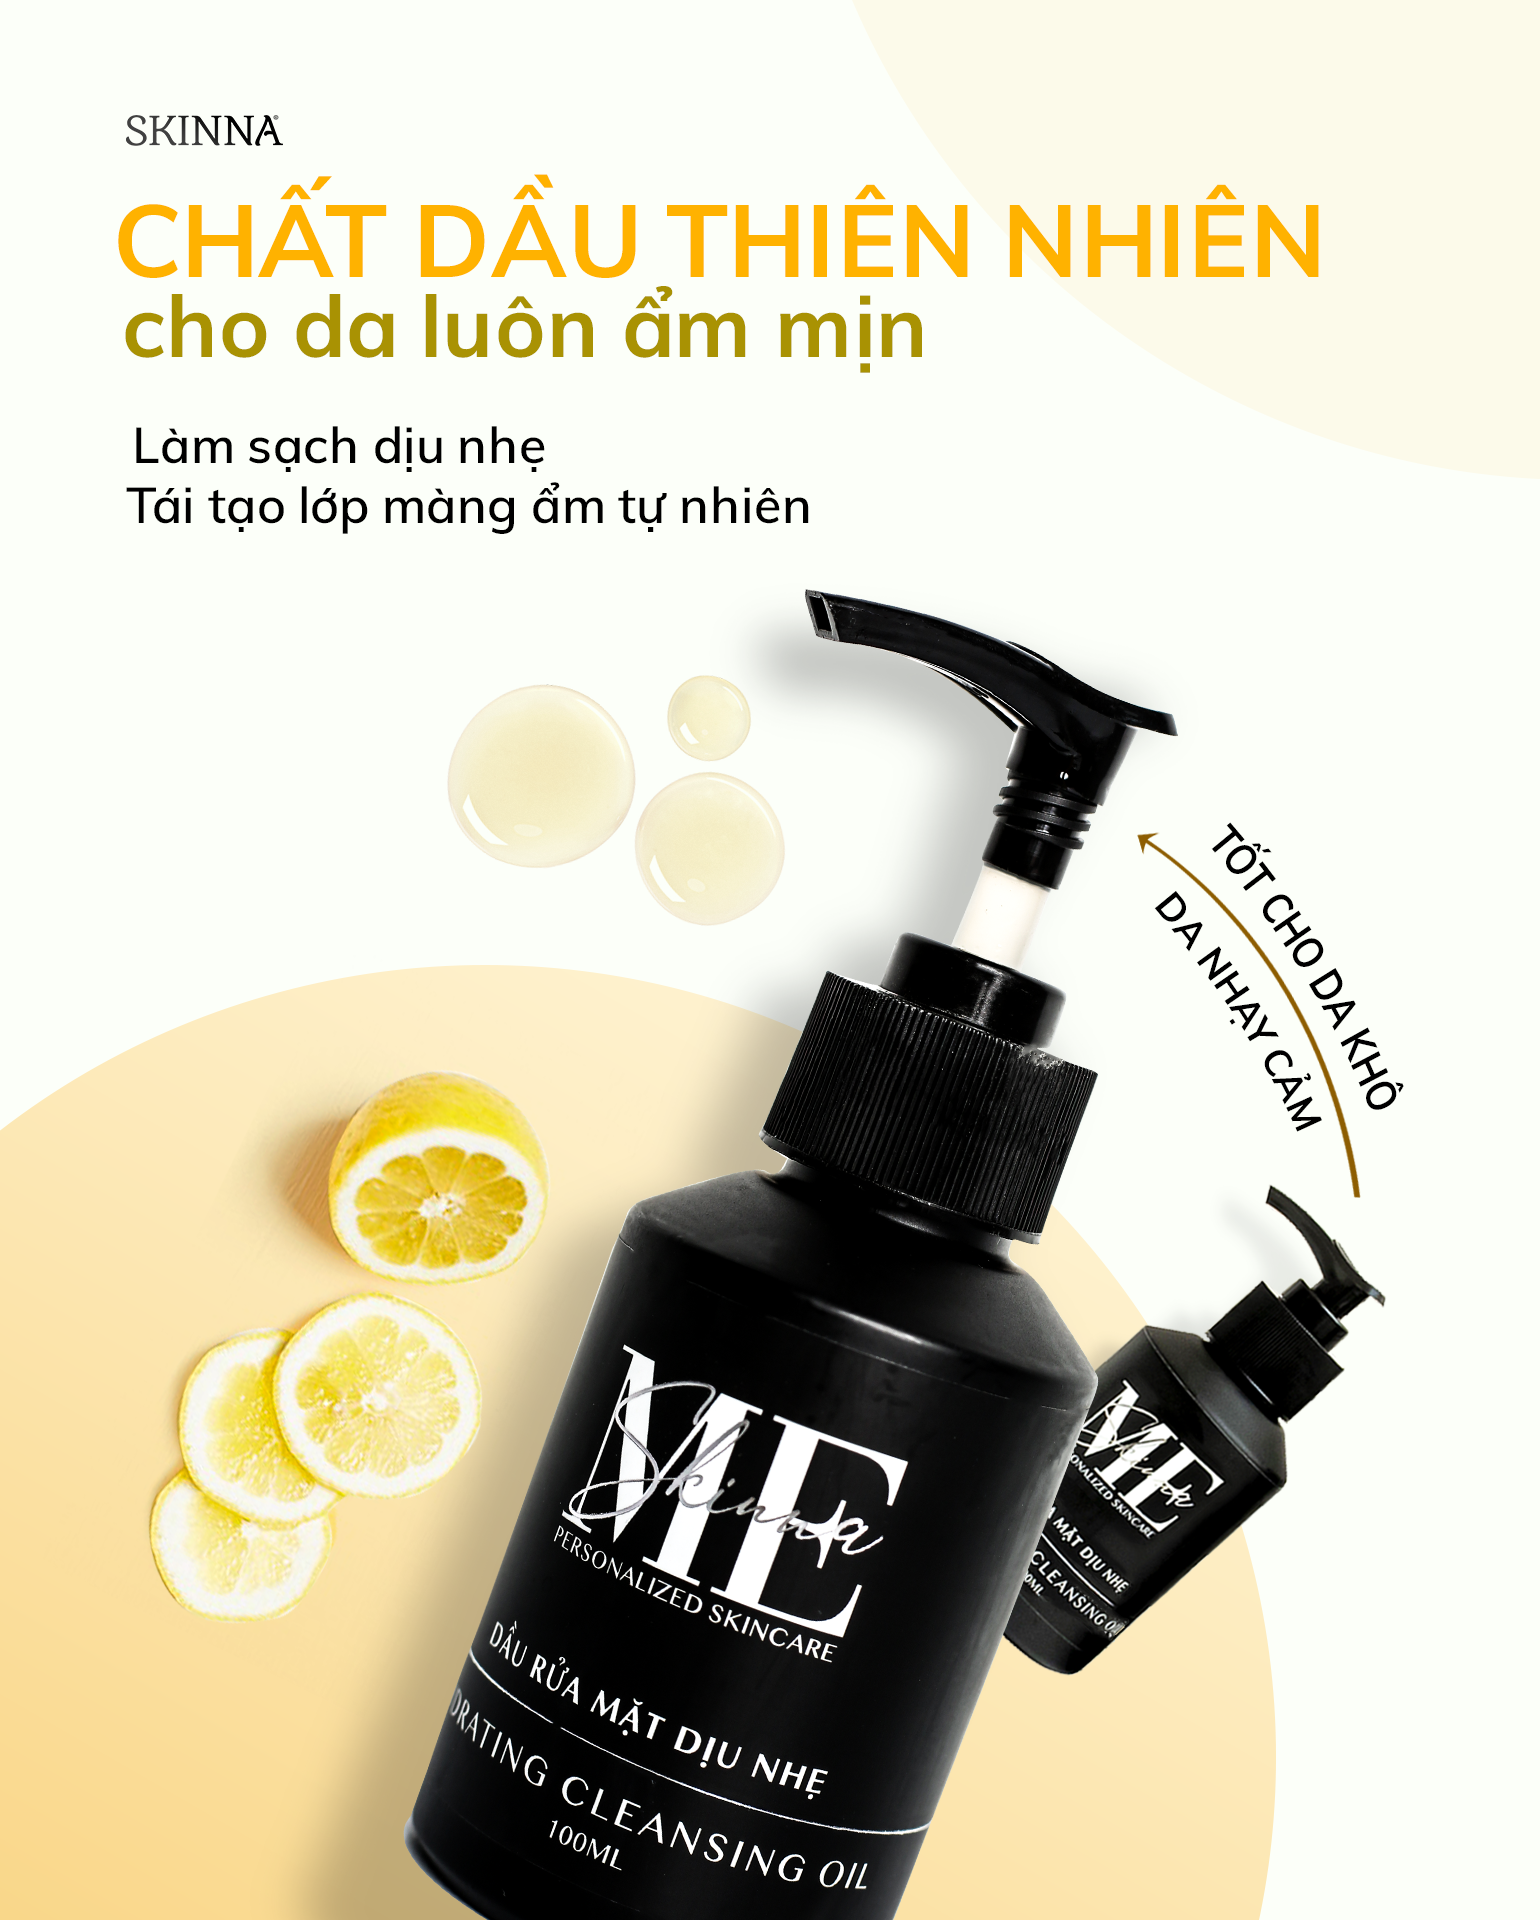 SKINNA
CHẤT DẦU THIÊN NHIÊN
cho da luôn ẩm mịn
Làm sạch dịu nhẹ
Tái tạo lớp màng ẩm tự nhiên
TỐT CHO DA KHÔ
DA NHẠY CẢM
ME
Skinna
PERSONALIZED SKINCARE
DẦU RỬA MẶT DỊU NHẸ
CLEANSING OIL
100ML
ME
Skinna
SKINCARE
MẶT DỊU NHẸ
CLEANSING